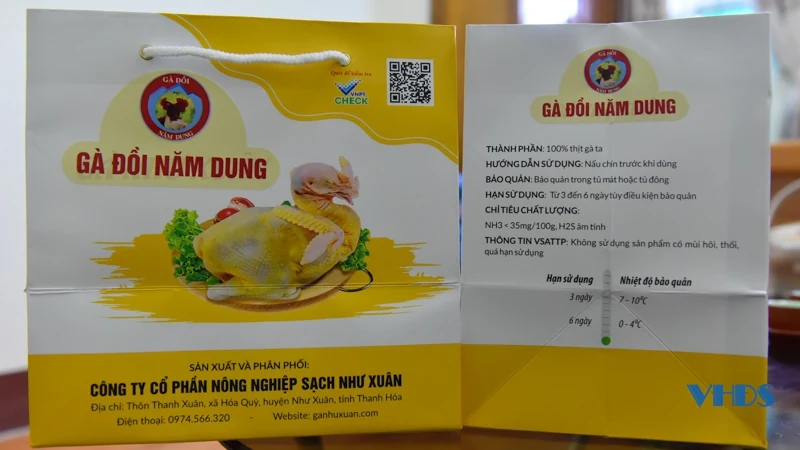 GÀ ĐỒI
NĂM DUNG
GÀ ĐỒI NĂM DUNG
Quét để kiểm tra
VNPT
CHECK
SẢN XUẤT VÀ PHÂN PHỐI:
CÔNG TY CỔ PHẦN NÔNG NGHIỆP SẠCH NHƯ XUÂN
Địa chỉ: Thôn Thanh Xuân, xã Hóa Quỳ, huyện Như Xuân, tỉnh Thanh Hóa
Điện thoại: 0974.566.320 - Website: ganhuxuan.com
GÀ ĐỒI
NĂM DUNG
GÀ ĐỒI NĂM DUNG
THÀNH PHẦN: 100% thịt gà ta
HƯỚNG DẪN SỬ DỤNG: Nấu chín trước khi dùng
BẢO QUẢN: Bảo quản trong tủ mát hoặc tủ đông
HẠN SỬ DỤNG: Từ 3 đến 6 ngày tùy điều kiện bảo quản
CHỈ TIÊU CHẤT LƯỢNG:
NH3 < 35mg/100g, H2S âm tính
THÔNG TIN VSATTP: Không sử dụng sản phẩm có mùi hôi, thối,
quá hạn sử dụng
Hạn sử dụng Nhiệt độ bảo quản
3 ngày 7 - 10°C
6 ngày 0 - 4°C
VHDS